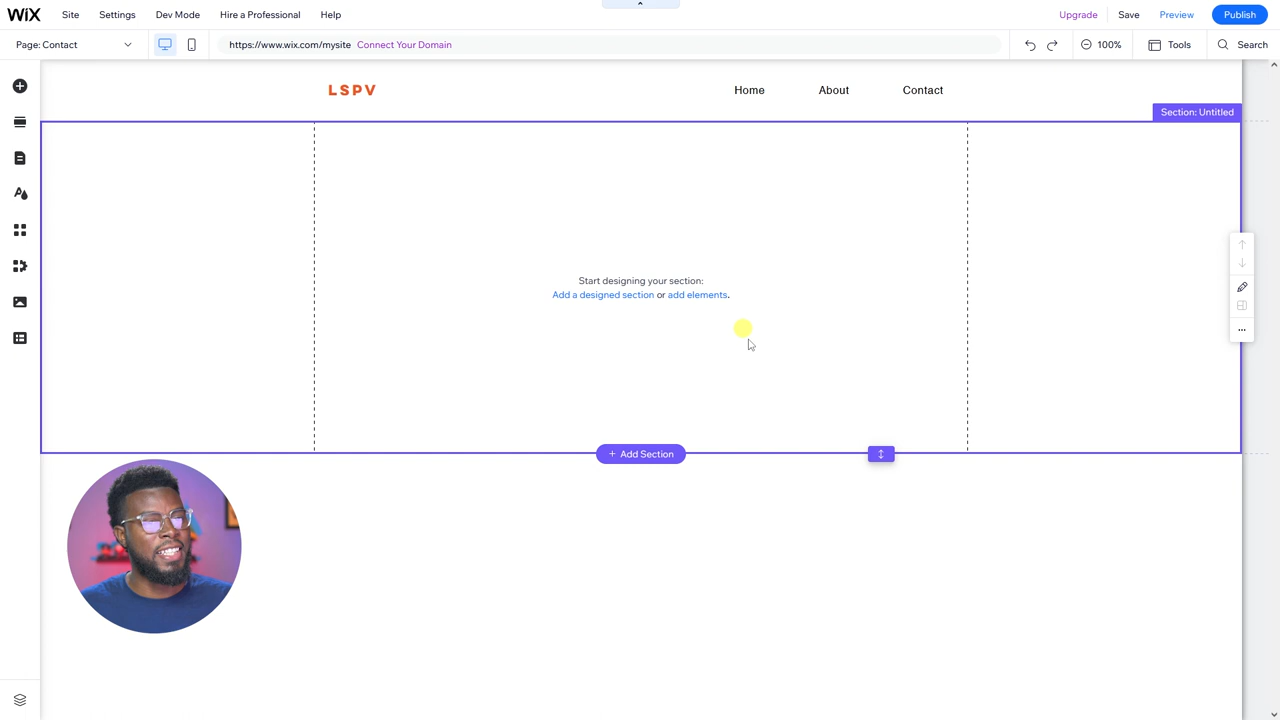 WiX Site Settings Dev Mode Hire a Professional Help Upgrade Save Preview Publish
Page: Contact https://www.wix.com/mysite Connect Your Domain 100% Tools Search
LSPV Home About Contact
Section: Untitled
Start designing your section:
Add a designed section or add elements.
+ Add Section